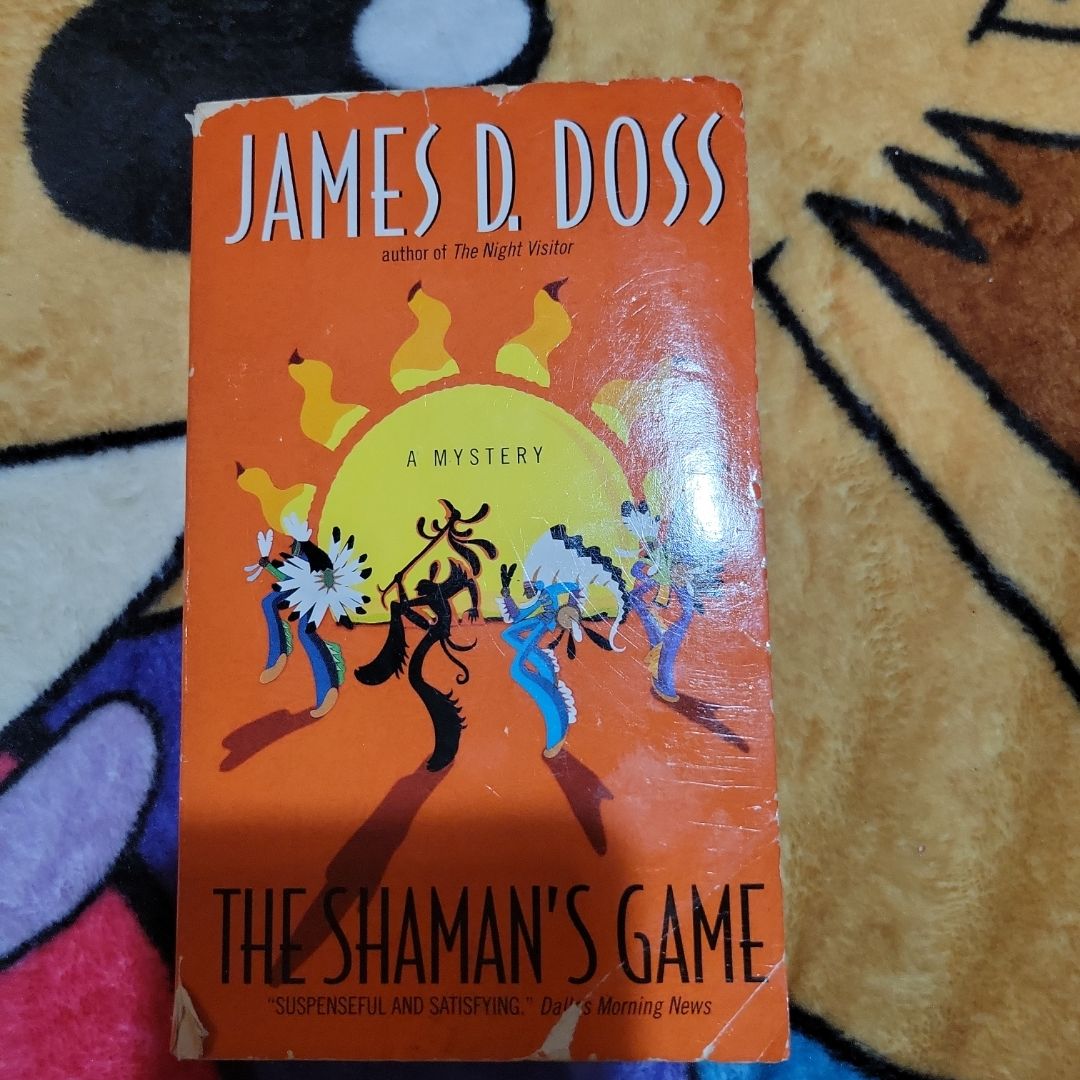 JAMES D. DOSS
author of The Night Visitor
A MYSTERY
THE SHAMAN'S GAME
"SUSPENSEFUL AND SATISFYING." Dallas Morning News